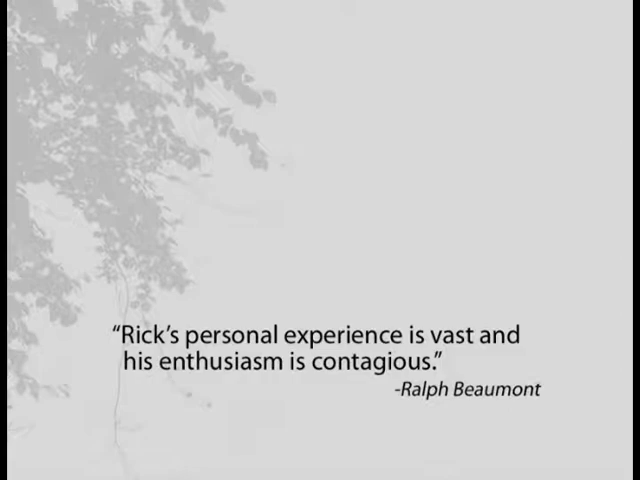 “Rick’s personal experience is vast and
his enthusiasm is contagious.”
-Ralph Beaumont